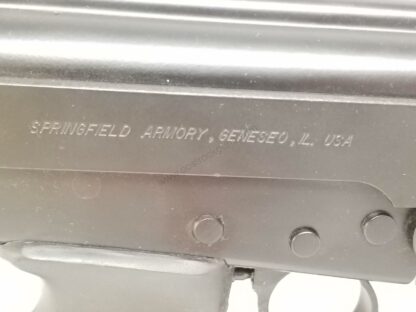 SPRINGFIELD ARMORY, GENESEO, IL. USA